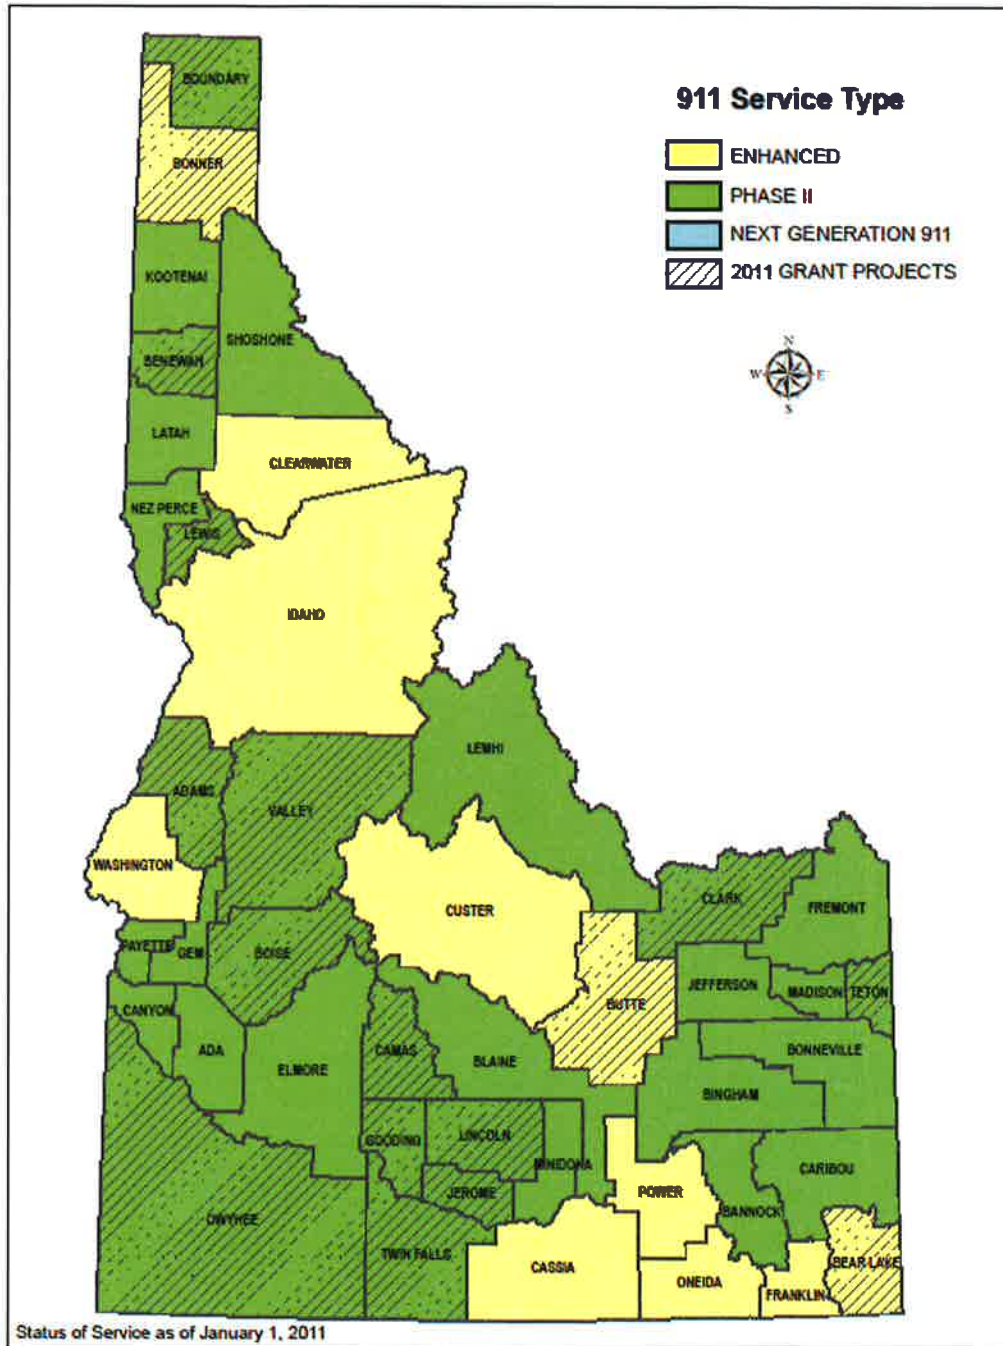 BOUNDARY
911 Service Type
ENHANCED
BONNER
PHASE II
NEXT GENERATION 911
KOOTENAI
2011 GRANT PROJECTS
SHOSHONE
BENEWAH
N
W E
S
LATAH
CLEARWATER
NEZ PERCE
LEWIS
IDAHO
LEMHI
ADAMS
VALLEY
WASHINGTON
CLARK
CUSTER
FREMONT
PAYETTE
GEM
BOISE
JEFFERSON
MADISON
TETON
BUTTE
CANYON
ADA
CAMAS
BLAINE
BONNEVILLE
ELMORE
BINGHAM
GOODING
LINCOLN
MINIDOKA
CARIBOU
JEROME
POWER
BANNOCK
OWYHEE
TWIN FALLS
CASSIA
BEAR LAKE
ONEIDA
FRANKLIN
Status of Service as of January 1, 2011